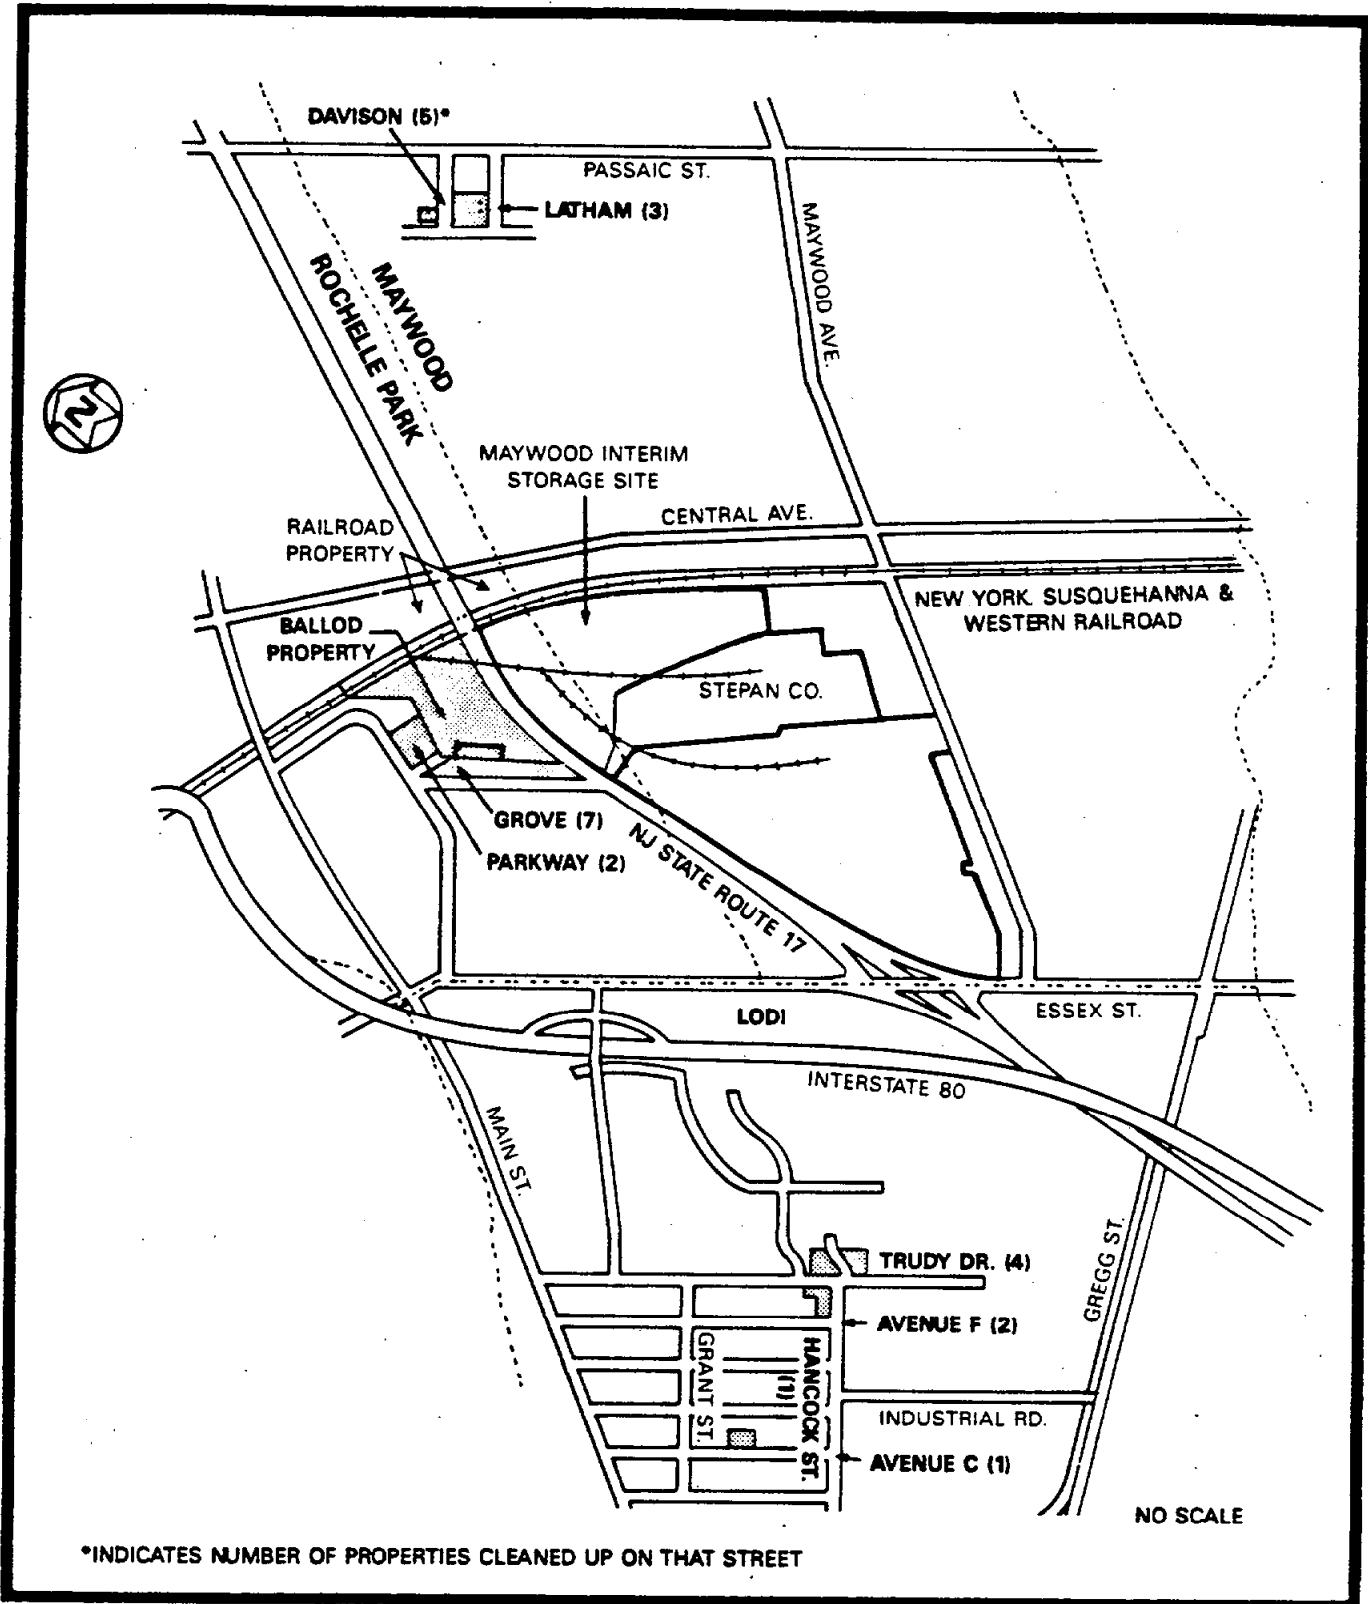 DAVISON (5)*
PASSAIC ST.
LATHAM (3)
MAYWOOD AVE.
MAYWOOD
ROCHELLE PARK
N
MAYWOOD INTERIM
STORAGE SITE
CENTRAL AVE.
RAILROAD
PROPERTY
NEW YORK. SUSQUEHANNA &
WESTERN RAILROAD
BALLOD
PROPERTY
STEPAN CO.
GROVE (7)
PARKWAY (2)
NJ STATE ROUTE 17
ESSEX ST.
LODI
INTERSTATE 80
MAIN ST.
GREGG ST.
TRUDY DR. (4)
AVENUE F (2)
GRANT ST.
HANCOCK ST.
(1)
INDUSTRIAL RD.
AVENUE C (1)
NO SCALE
*INDICATES NUMBER OF PROPERTIES CLEANED UP ON THAT STREET